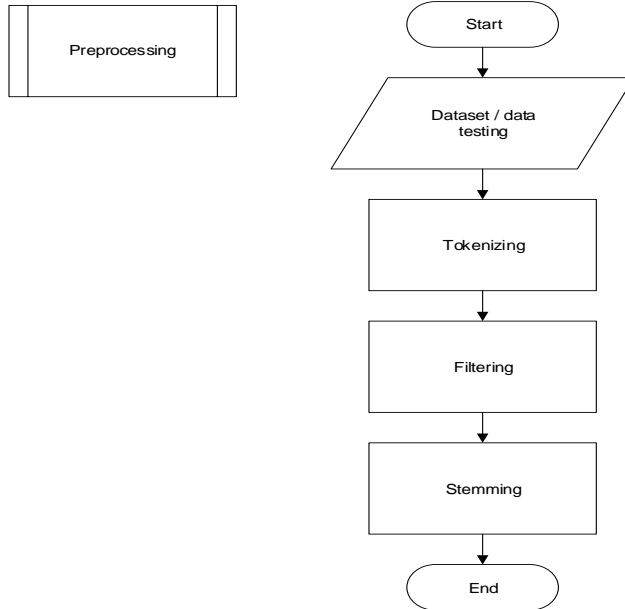 Preprocessing
Start
Dataset / data
testing
Tokenizing
Filtering
Stemming
End